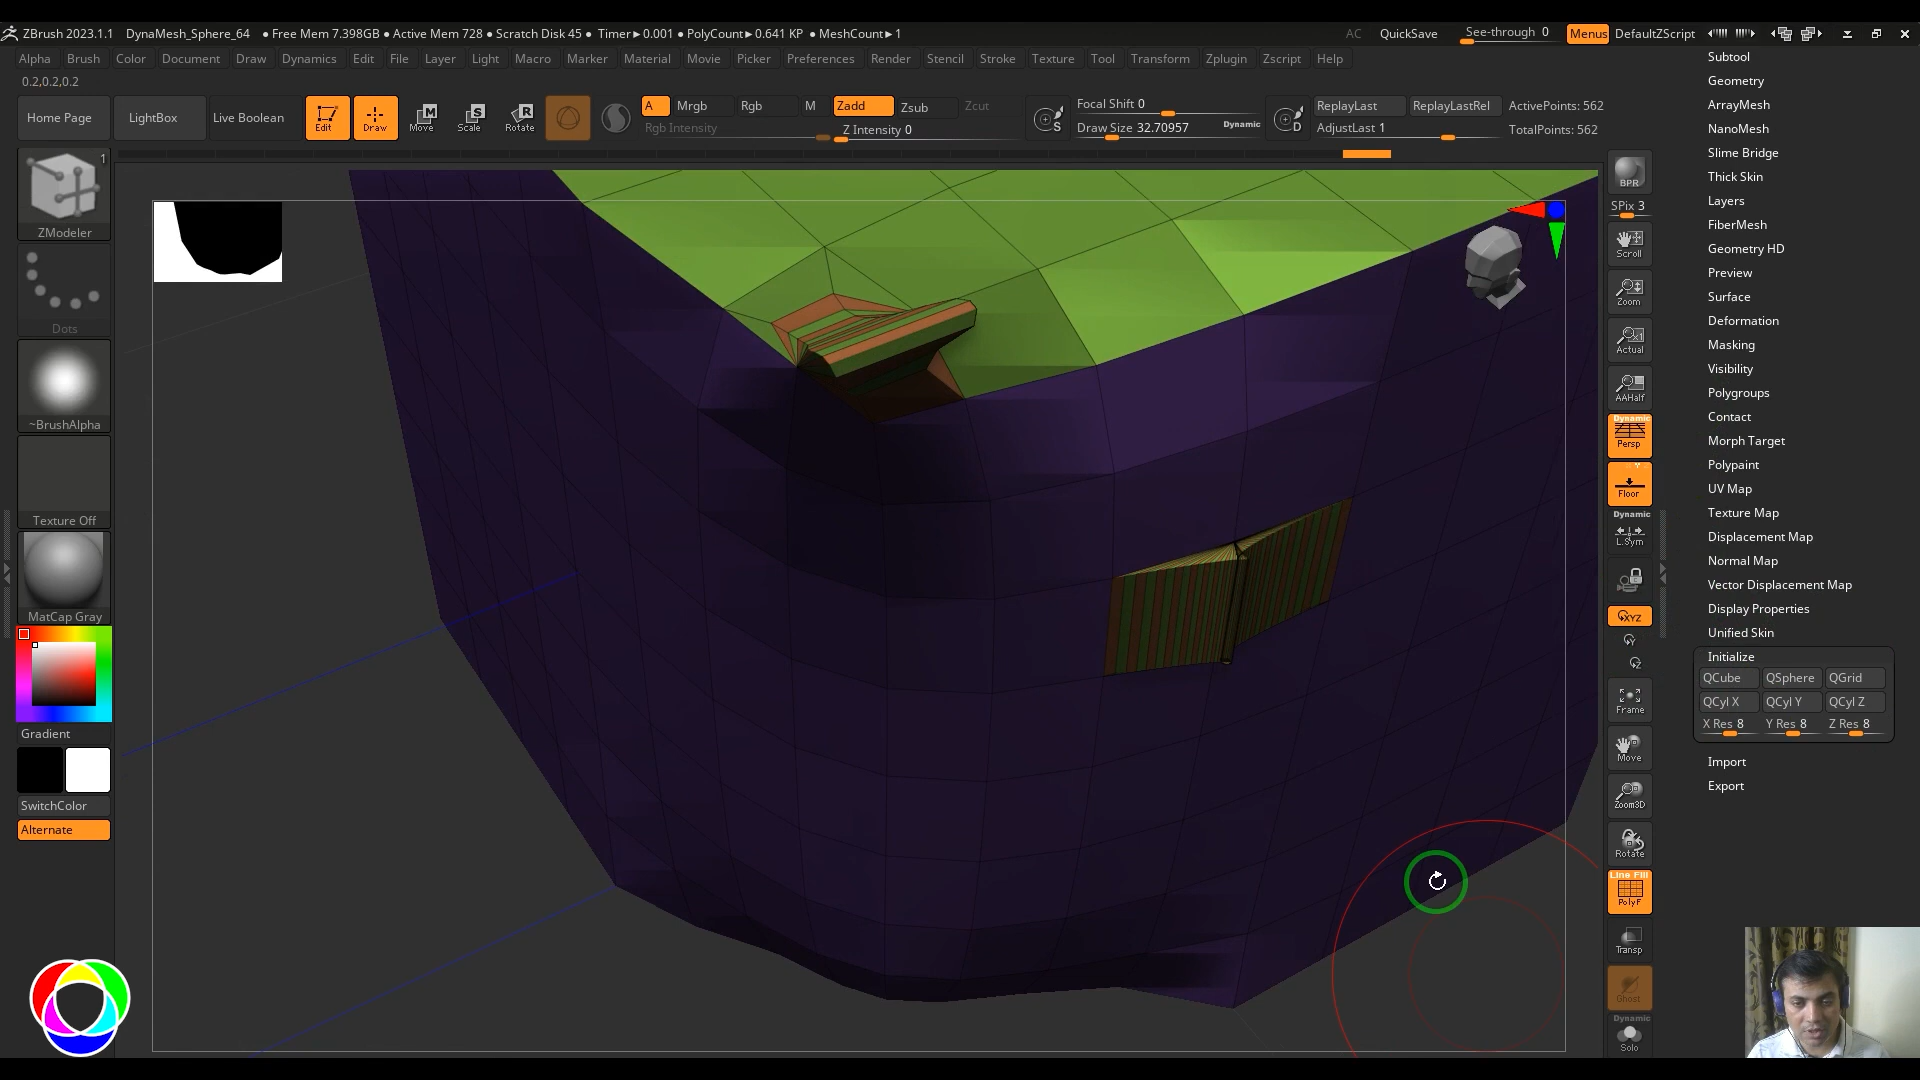 ZBrush 2023.1.1 DynaMesh_Sphere_64 ● Free Mem 7.398GB ● Active Mem 728 ● Scratch Disk 45 ● Timer►0.001 ● PolyCount►0.641 KP ● MeshCount►1 AC QuickSave See-through 0 Menus DefaultZScript
Alpha Brush Color Document Draw Dynamics Edit File Layer Light Macro Marker Material Movie Picker Preferences Render Stencil Stroke Texture Tool Transform Zplugin Zscript Help
0.2,0.2,0.2
Home Page LightBox Live Boolean Edit Draw Move Scale Rotate A Mrgb Rgb M Zadd Zsub Zcut
Rgb Intensity Z Intensity 0
S Focal Shift 0
Draw Size 32.70957 Dynamic
D ReplayLast ReplayLastRel ActivePoints: 562
AdjustLast 1 TotalPoints: 562
1
ZModeler
Dots
~BrushAlpha
Texture Off
MatCap Gray
Gradient
SwitchColor
Alternate
BPR
SPix 3
Scroll
Zoom
Actual
AAHalf
Dynamic
Persp
Floor
Dynamic
L.Sym
XYZ
Y
Z
Frame
Move
Zoom3D
Rotate
Line Fill
PolyF
Transp
Ghost
Dynamic
Solo
Subtool
Geometry
ArrayMesh
NanoMesh
Slime Bridge
Thick Skin
Layers
FiberMesh
Geometry HD
Preview
Surface
Deformation
Masking
Visibility
Polygroups
Contact
Morph Target
Polypaint
UV Map
Texture Map
Displacement Map
Normal Map
Vector Displacement Map
Display Properties
Unified Skin
Initialize
QCube QSphere QGrid
QCyl X QCyl Y QCyl Z
X Res 8 Y Res 8 Z Res 8
Import
Export